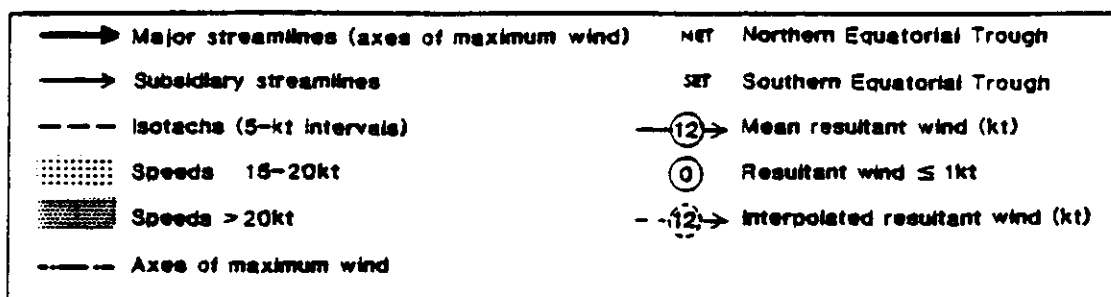 Major streamlines (axes of maximum wind)
Subsidiary streamlines
Isotachs (5-kt intervals)
Speeds 15-20kt
Speeds > 20kt
Axes of maximum wind
NET Northern Equatorial Trough
SET Southern Equatorial Trough
12 Mean resultant wind (kt)
0 Resultant wind ≤ 1kt
12 Interpolated resultant wind (kt)